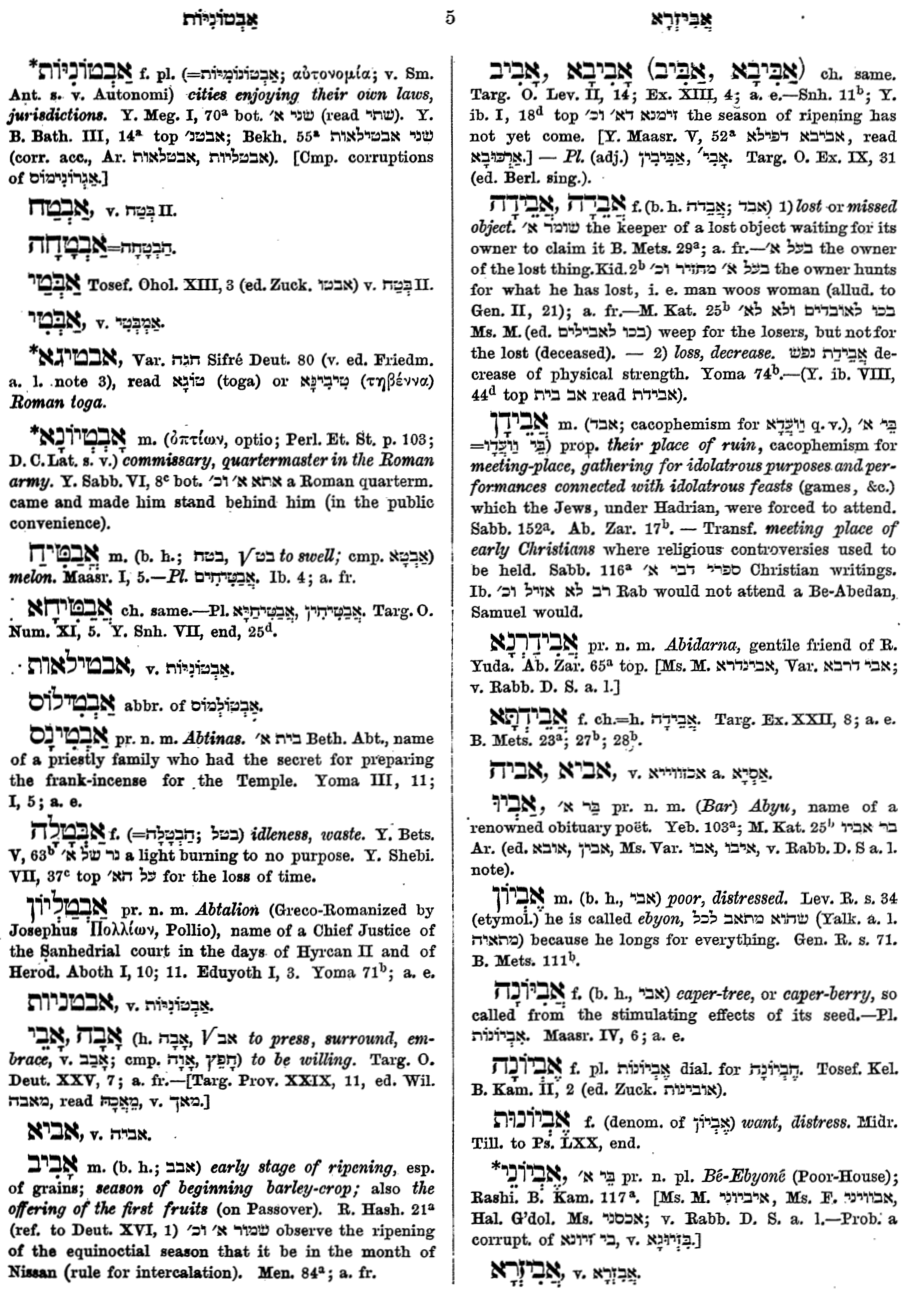 אַבְטוֹנִיּוֹת 5 אֲבִיזְרָא
*אַבְטוֹנִיּוֹת f. pl. (=אַבְטוֹנוֹמִיּוֹת; αὐτονομία; v. Sm.
Ant. s. v. Autonomi) cities enjoying their own laws,
jurisdictions. Y. Meg. I, 70ᵃ bot. שני א׳ (read שתי). Y.
B. Bath. III, 14ᵃ top אבטנ׳; Bekh. 55ᵃ שני אבטילאות
(corr. acc., Ar. אבטליות, אבטלאות). [Cmp. corruptions
of אַגְרוֹנִימוֹס.]
אֲבְטַח, v. בְּטַח II.
אַבְטָחָה=הַבְטָחָה.
אַבְּטַי Tosef. Ohol. XIII, 3 (ed. Zuck. אבטו) v. בְּטַח II.
אַבְּטִי, v. אַמְבְּטִי.
*אבטיגא, Var. חגה Sifré Deut. 80 (v. ed. Friedm.
a. l. note 3), read טוֹגָא (toga) or טִיבֵינָא (τηβέννα)
Roman toga.
*אַבְטְיוֹנָא m. (ὀπτίων, optio; Perl. Et. St. p. 103;
D. C. Lat. s. v.) commissary, quartermaster in the Roman
army. Y. Sabb. VI, 8ᶜ bot. אתא א׳ וכ׳ a Roman quarterm.
came and made him stand behind him (in the public
convenience).
אֲבַטִּיחַ m. (b. h.; בטח, √בט to swell; cmp. אֲבָטָא)
melon. Maasr. I, 5.—Pl. אֲבַטִּיחִים. Ib. 4; a. fr.
אֲבַטִּיחָא ch. same.—Pl. אֲבַטִּיחִין, אֲבַטִּיחַיָּא. Targ. O.
Num. XI, 5. Y. Snh. VII, end, 25ᵈ.
אבטילאות, v. אַבְטוֹנִיּוֹת.
אַבְטִילוֹס abbr. of אַבְטוֹלְמוֹס.
אַבְטִינָס pr. n. m. Abtinas. בית א׳ Beth. Abt., name
of a priestly family who had the secret for preparing
the frank-incense for the Temple. Yoma III, 11;
I, 5; a. e.
אַבְטָלָה f. (=הַבְטָלָה; בטל) idleness, waste. Y. Bets.
V, 63ᵇ נר של א׳ a light burning to no purpose. Y. Shebi.
VII, 37ᶜ top על הא׳ for the loss of time.
אַבְטַלְיוֹן pr. n. m. Abtalion (Greco-Romanized by
Josephus Πολλίων, Pollio), name of a Chief Justice of
the Sanhedrial court in the days of Hyrcan II and of
Herod. Aboth I, 10; 11. Eduyoth I, 3. Yoma 71ᵇ; a. e.
אבטניות, v. אַבְטוֹנִיּוֹת.
אֲבָה, אֲבֵי (h. אָבָה, √אב to press, surround, em-
brace, v. אָבַב; cmp. אָוָה, חָפֵץ) to be willing. Targ. O.
Deut. XXV, 7; a. fr.—[Targ. Prov. XXIX, 11, ed. Wil.
מאבה, read מֵאֲכָהּ, v. מאך.]
אביא, v. אביה.
אָבִיב m. (b. h.; אבב) early stage of ripening, esp.
of grains; season of beginning barley-crop; also the
offering of the first fruits (on Passover). R. Hash. 21ᵃ
(ref. to Deut. XVI, 1) שמור א׳ וכ׳ observe the ripening
of the equinoctial season that it be in the month of
Nissan (rule for intercalation). Men. 84ᵃ; a. fr.
אָבִיב, אֲבִיבָא (אַבִּיב, אַבִּיבָא) ch. same.
Targ. O. Lev. II, 14; Ex. XIII, 4; a. e.—Snh. 11ᵇ; Y.
ib. I, 18ᵈ top זימנא דא׳ וכ׳ the season of ripening has
not yet come. [Y. Maasr. V, 52ᵃ אביבא דפילא, read
אַרְכּוּבָא.] — Pl. (adj.) אֲבִיבִין, אָבִי׳. Targ. O. Ex. IX, 31
(ed. Berl. sing.).
אֲבֵדָה, אֲבֵידָה f. (b. h. אֲבֵדה; אבד) 1) lost or missed
object. שומר א׳ the keeper of a lost object waiting for its
owner to claim it B. Mets. 29ᵃ; a. fr.—בעל א׳ the owner
of the lost thing. Kid. 2ᵇ בעל א׳ מחזיר וכ׳ the owner hunts
for what he has lost, i. e. man woos woman (allud. to
Gen. II, 21); a. fr.—M. Kat. 25ᵇ בכו לאובדים ולא לא׳
Ms. M. (ed. בכו לאבילים) weep for the losers, but not for
the lost (deceased). — 2) loss, decrease. אֲבֵידַת נפש de-
crease of physical strength. Yoma 74ᵇ.—(Y. ib. VIII,
44ᵈ top אב בית read אבידת).
אֲבֵידָן m. (אבד; cacophemism for וַועֲדָא q. v.), בֵּי א׳
(=בֵּי וַועֲדָן) prop. their place of ruin, cacophemism for
meeting-place, gathering for idolatrous purposes and per-
formances connected with idolatrous feasts (games, &c.)
which the Jews, under Hadrian, were forced to attend.
Sabb. 152ᵃ. Ab. Zar. 17ᵇ. — Transf. meeting place of
early Christians where religious controversies used to
be held. Sabb. 116ᵃ ספרי דבי א׳ Christian writings.
Ib. רב לא אזיל וכ׳ Rab would not attend a Be-Abedan,
Samuel would.
אֲבִידַרְנָא pr. n. m. Abidarna, gentile friend of R.
Yuda. Ab. Zar. 65ᵃ top. [Ms. M. אבינדרא, Var. אבי דרבא;
v. Rabb. D. S. a. l.]
אֲבֵידְתָּא f. ch.=h. אֲבֵידָה. Targ. Ex. XXII, 8; a. e.
B. Mets. 23ᵃ; 27ᵇ; 28ᵇ.
אביא, אביה, v. אכזווייא a. אַסְיָא.
אֲבִיוּ, בַּר א׳ pr. n. m. (Bar) Abyu, name of a
renowned obituary poët. Yeb. 103ᵃ; M. Kat. 25ᵇ בר אביו
Ar. (ed. אבין, אובא, Ms. Var. איבו, אבו, v. Rabb. D. S a. l.
note).
אֶבְיוֹן m. (b. h., אבי) poor, distressed. Lev. R. s. 34
(etymol.) he is called ebyon, שהוא מתאב לכל (Yalk. a. l.
מתאוה) because he longs for everything. Gen. R. s. 71.
B. Mets. 111ᵇ.
אֲבִיּוֹנָה f. (b. h., אבי) caper-tree, or caper-berry, so
called from the stimulating effects of its seed.—Pl.
אֲבִיּוֹנוֹת. Maasr. IV, 6; a. e.
אֶבְיוֹנָה f. pl. אֶבְיוֹנוֹת dial. for חֶבְיוֹנָה. Tosef. Kel.
B. Kam. II, 2 (ed. Zuck. אובינות).
אֶבְיוֹנוּת f. (denom. of אֶבְיוֹן) want, distress. Midr.
Till. to Ps. LXX, end.
*אֶבְיוֹנֵי, בֵּי א׳ pr. n. pl. Bé-Ebyoné (Poor-House);
Rashi. B. Kam. 117ᵃ. [Ms. M. איביוני, Ms. F. אבוויני,
Hal. G'dol. Ms. אכסני; v. Rabb. D. S. a. l.—Prob. a
corrupt. of בי זיונא, v. בֵּזְיוֹנָא.]
אֲבִיזְרָא, v. אֲבִזְרָא.